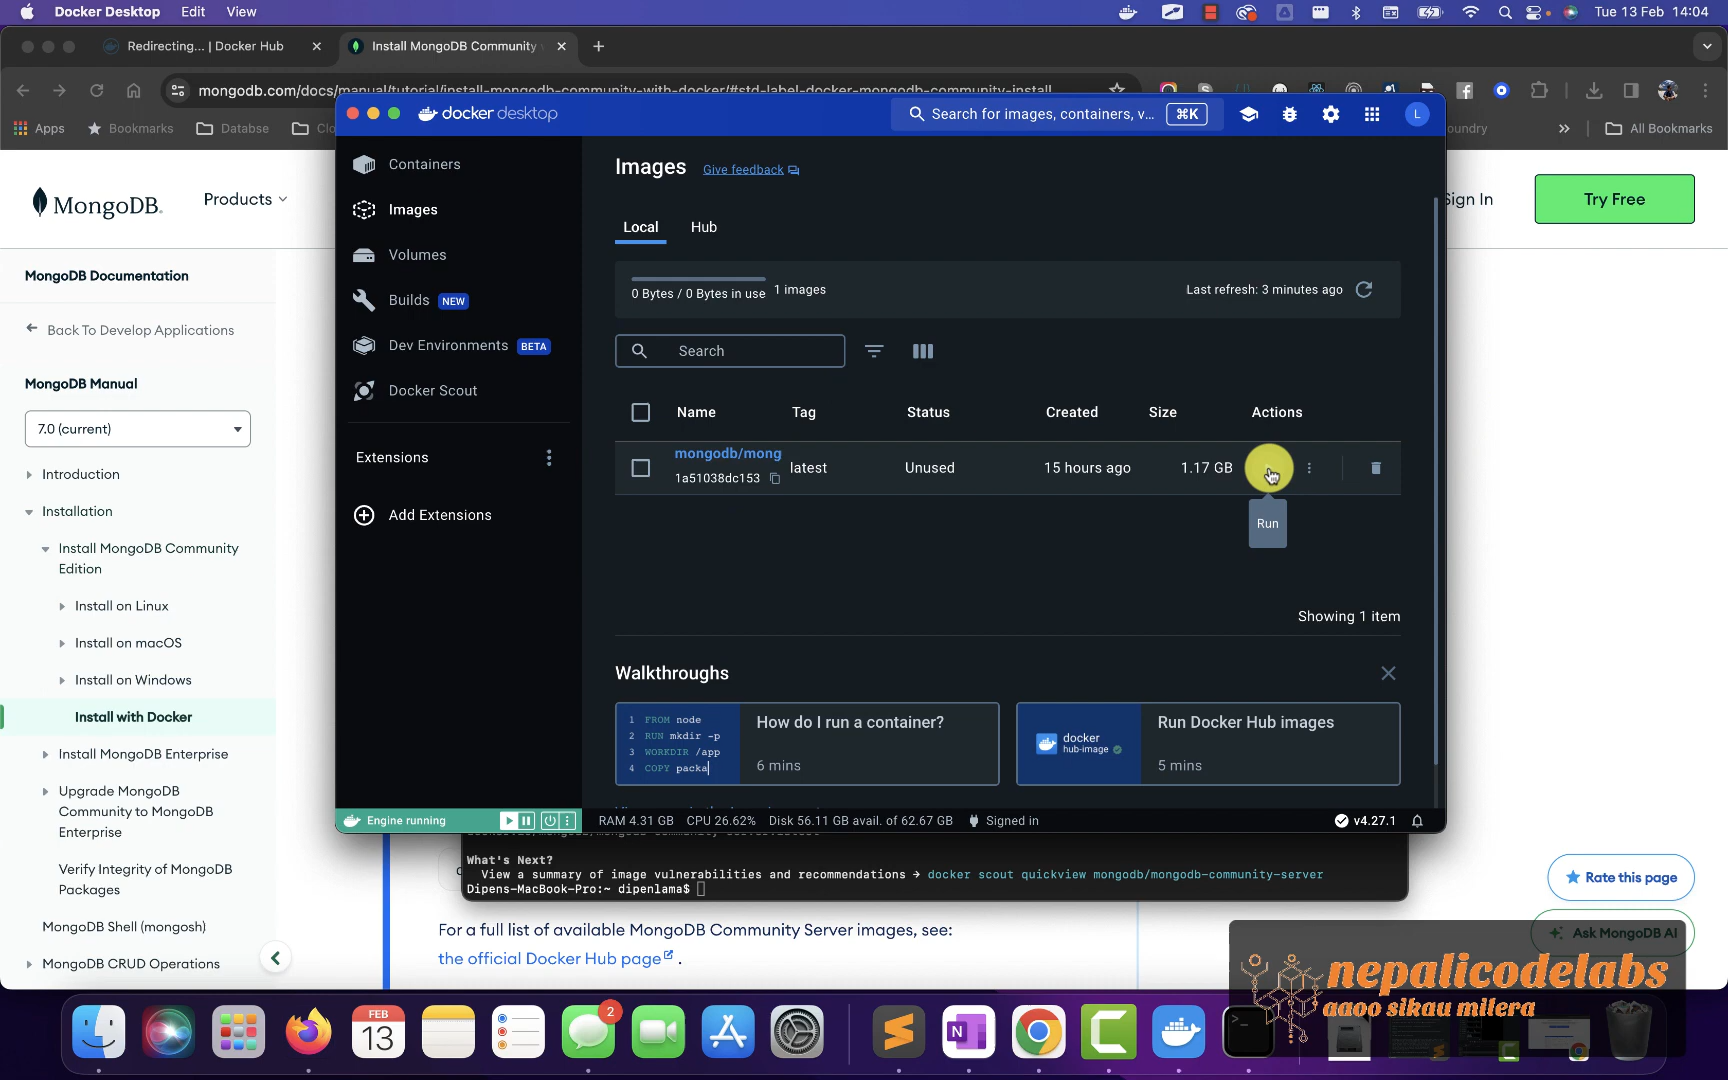 Docker Desktop Edit View
Tue 13 Feb 14:04
Redirecting... | Docker Hub
Install MongoDB Community
mongodb.com/docs/manual/tutorial/install-mongodb-community-with-docker/#std-label-docker-mongodb-community-install
Apps Bookmarks Databse Clo
oundry
All Bookmarks
MongoDB.
Products
Sign In
Try Free
MongoDB Documentation
Back To Develop Applications
MongoDB Manual
7.0 (current)
Introduction
Installation
Install MongoDB Community
Edition
Install on Linux
Install on macOS
Install on Windows
Install with Docker
Install MongoDB Enterprise
Upgrade MongoDB
Community to MongoDB
Enterprise
Verify Integrity of MongoDB
Packages
MongoDB Shell (mongosh)
MongoDB CRUD Operations
docker desktop
Search for images, containers, v...
⌘K
L
Containers
Images
Volumes
Builds NEW
Dev Environments BETA
Docker Scout
Extensions
Add Extensions
Images Give feedback
Local Hub
0 Bytes / 0 Bytes in use 1 images
Last refresh: 3 minutes ago
Search
Name Tag Status Created Size Actions
mongodb/mong
1a51038dc153
latest Unused 15 hours ago 1.17 GB
Run
Showing 1 item
Walkthroughs
1 FROM node
2 RUN mkdir -p
3 WORKDIR /app
4 COPY packa
How do I run a container?
6 mins
docker
hub-image
Run Docker Hub images
5 mins
Engine running
RAM 4.31 GB CPU 26.62% Disk 56.11 GB avail. of 62.67 GB Signed in
v4.27.1
What's Next?
View a summary of image vulnerabilities and recommendations → docker scout quickview mongodb/mongodb-community-server
Dipens-MacBook-Pro:~ dipenlama$
For a full list of available MongoDB Community Server images, see:
the official Docker Hub page .
Rate this page
Ask MongoDB AI
nepalicodelabs
aaoo sikau milera
FEB
13
2